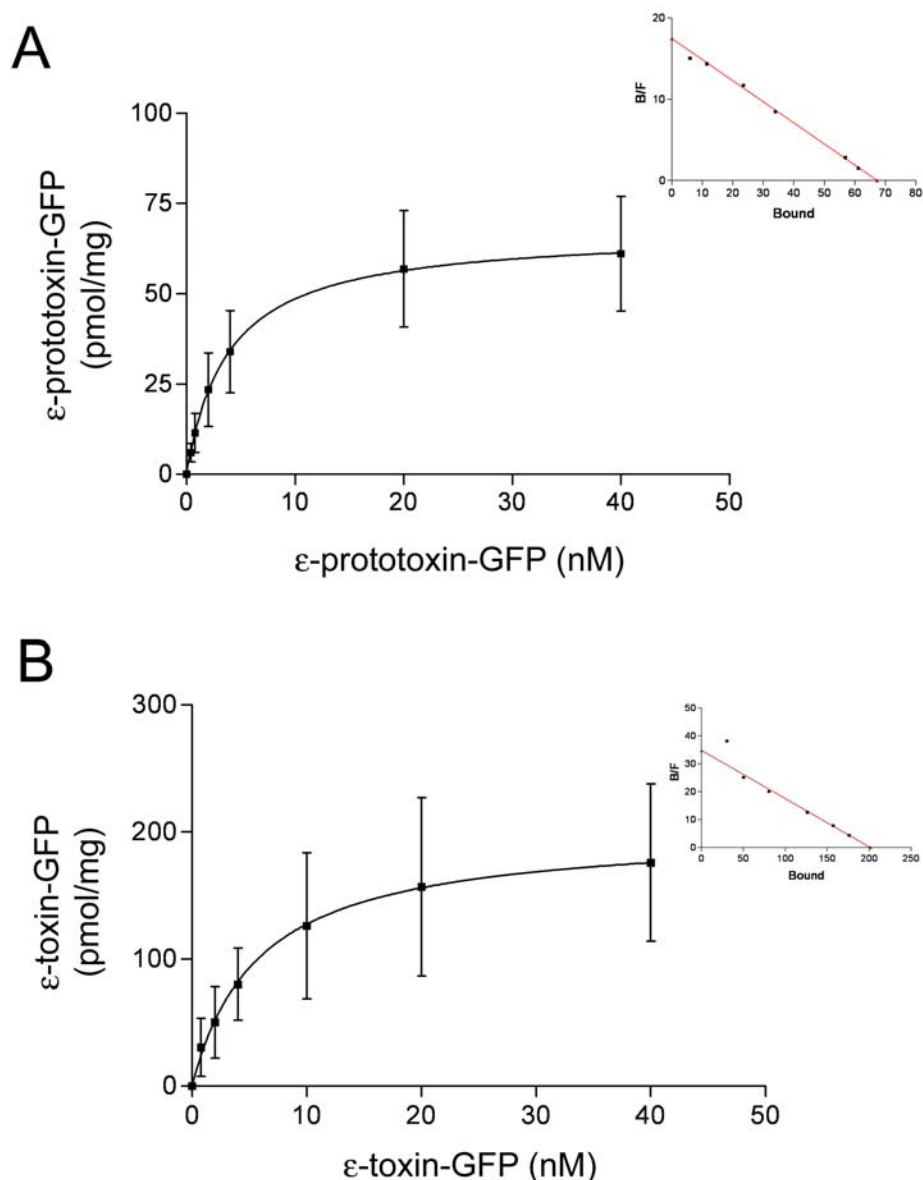 A
20
10
0
B/F
0 10 20 30 40 50 60 70 80
Bound
100
75
50
25
0
ε-prototoxin-GFP
(pmol/mg)
0 10 20 30 40 50
ε-prototoxin-GFP (nM)
B
50
40
30
20
10
0
B/F
0 50 100 150 200 250
Bound
300
200
100
0
ε-toxin-GFP
(pmol/mg)
0 10 20 30 40 50
ε-toxin-GFP (nM)